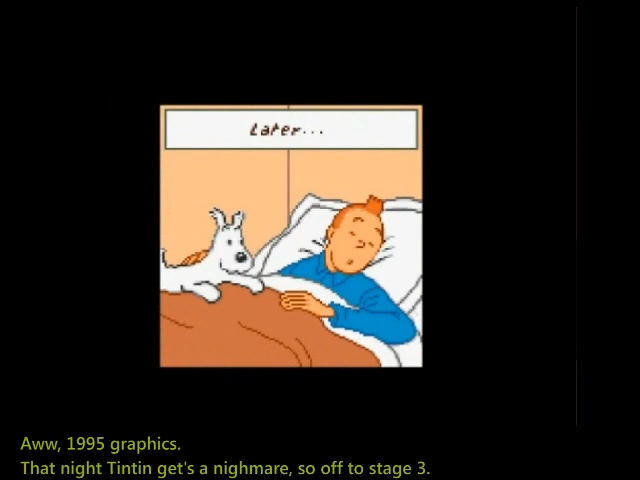 Later...
Aww, 1995 graphics.
That night Tintin get's a nighmare, so off to stage 3.